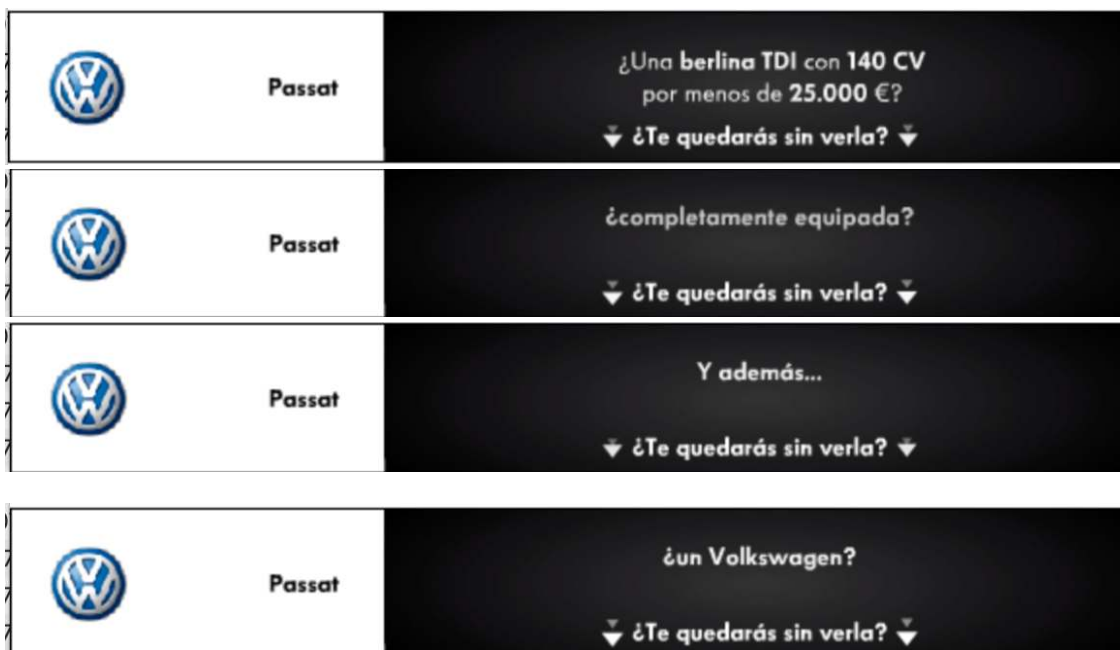 Passat
¿Una berlina TDI con 140 CV
por menos de 25.000 €?
¿Te quedarás sin verla?
Passat
¿completamente equipada?
¿Te quedarás sin verla?
Passat
Y además...
¿Te quedarás sin verla?
Passat
¿un Volkswagen?
¿Te quedarás sin verla?